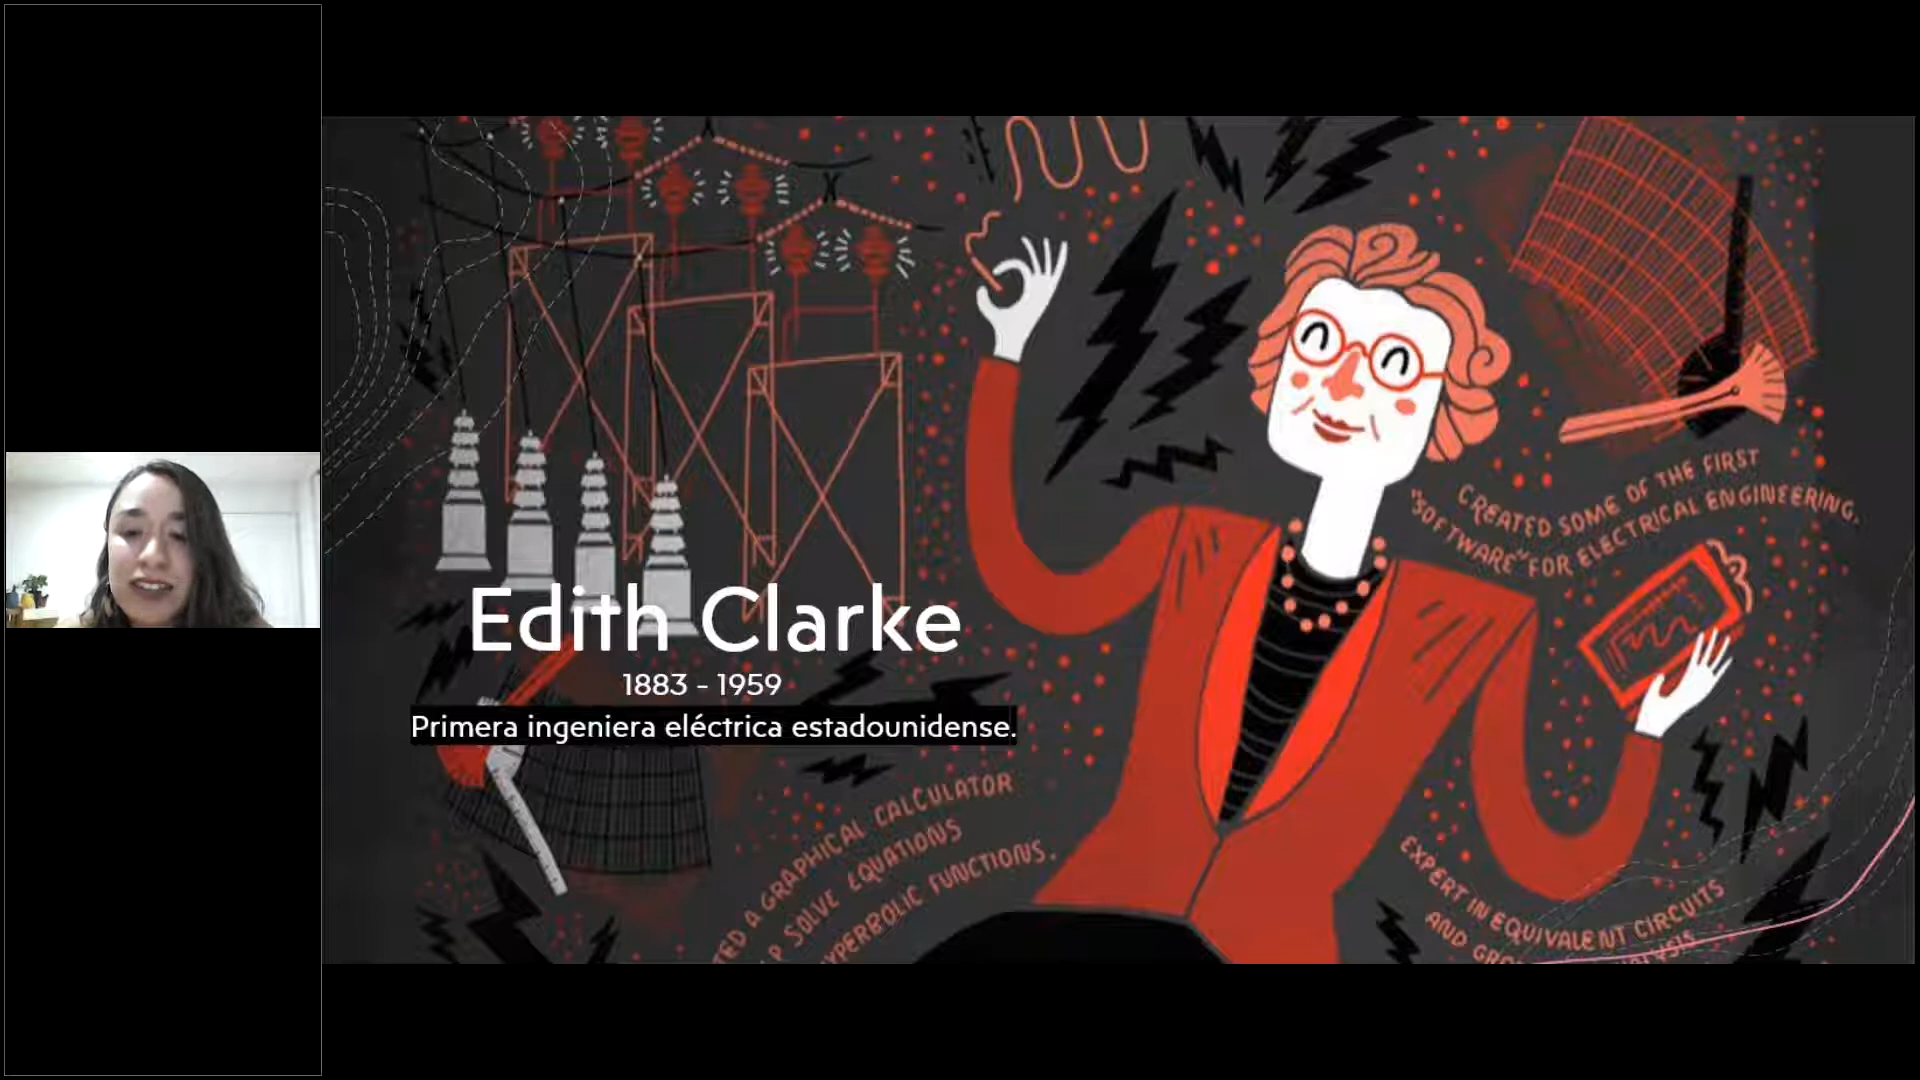 Edith Clarke
1883 - 1959
Primera ingeniera eléctrica estadounidense.
CREATED SOME OF THE FIRST
"SOFTWARE" FOR ELECTRICAL ENGINEERING.
A GRAPHICAL CALCULATOR
SOLVE EQUATIONS
FUNCTIONS.
EXPERT IN EQUIVALENT CIRCUITS
AND